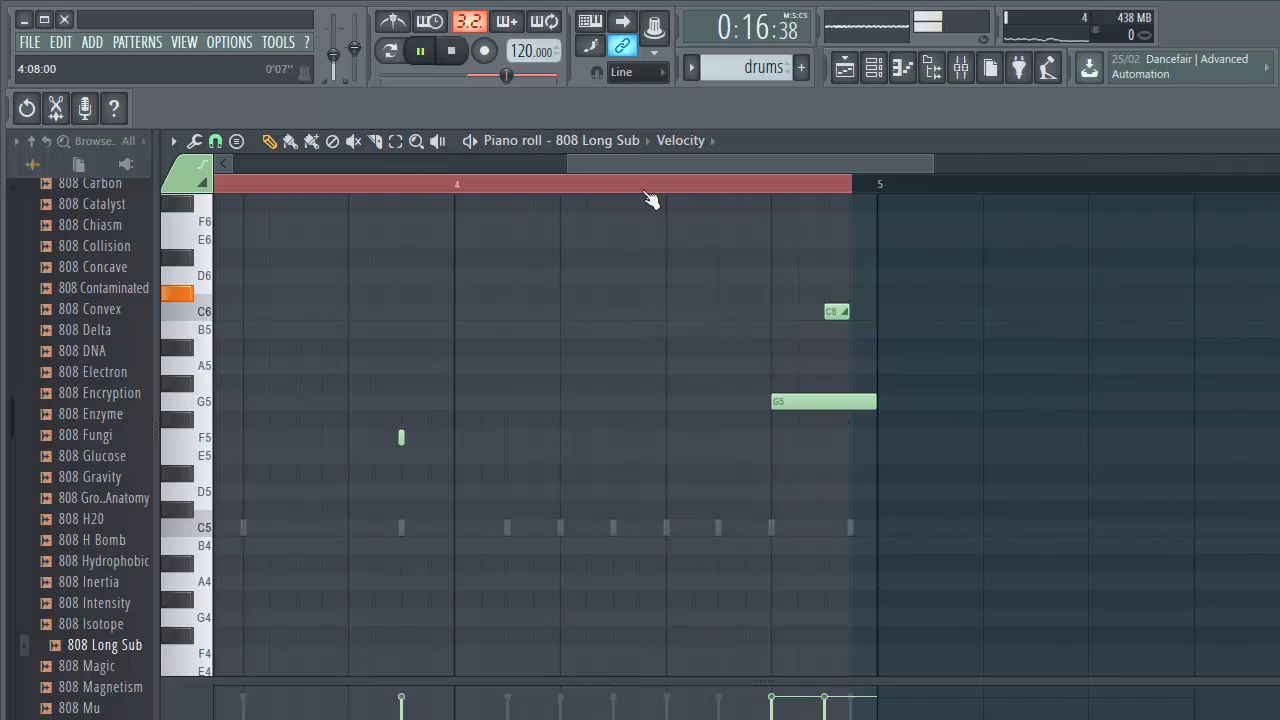 FILE EDIT ADD PATTERNS VIEW OPTIONS TOOLS ?
4:08:00
0'07"
3.2.
120.000
Line
0:16:38
M:S:CS
drums
4
438 MB
0
25/02 Dancefair | Advanced
Automation
?
Browse.. All
Piano roll - 808 Long Sub
Velocity
4
5
808 Carbon
808 Catalyst
808 Chiasm
808 Collision
808 Concave
808 Contaminated
808 Convex
808 Delta
808 DNA
808 Electron
808 Encryption
808 Enzyme
808 Fungi
808 Glucose
808 Gravity
808 Gro..Anatomy
808 H20
808 H Bomb
808 Hydrophobic
808 Inertia
808 Intensity
808 Isotope
808 Long Sub
808 Magic
808 Magnetism
808 Mu
F6
E6
D6
C6
B5
A5
G5
F5
E5
D5
C5
B4
A4
G4
F4
E4
C6
G5